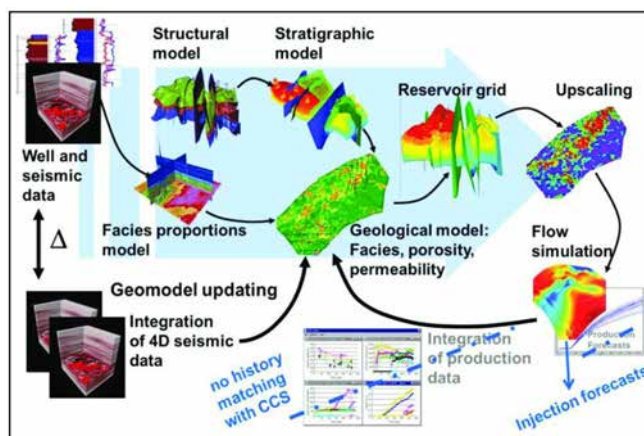 Structural
model
Stratigraphic
model
Reservoir grid
Upscaling
Well and
seismic
data
Facies proportions
model
Geological model:
Facies, porosity,
permeability
Flow
simulation
Δ
Geomodel updating
Integration
of 4D seismic
data
no history
matching
with CCS
Integration
of production
data
Production
Forecasts
Injection forecasts